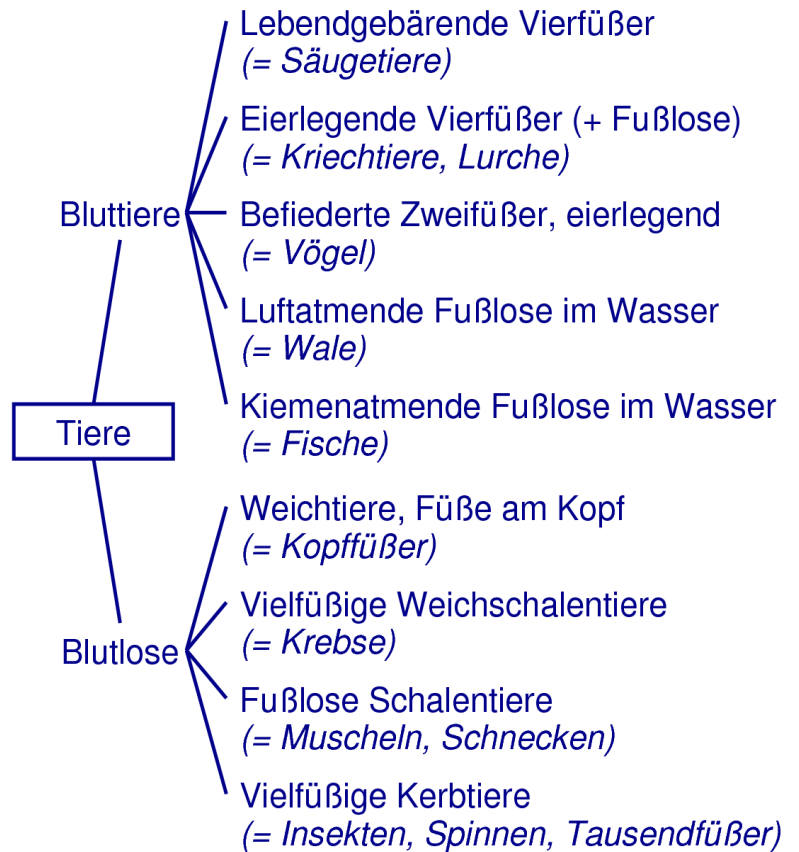 Lebendgebärende Vierfüßer
(= Säugetiere)
Eierlegende Vierfüßer (+ Fußlose)
(= Kriechtiere, Lurche)
Bluttiere
Befiederte Zweifüßer, eierlegend
(= Vögel)
Luftatmende Fußlose im Wasser
(= Wale)
Kiemenatmende Fußlose im Wasser
(= Fische)
Tiere
Weichtiere, Füße am Kopf
(= Kopffüßer)
Vielfüßige Weichschalentiere
(= Krebse)
Blutlose
Fußlose Schalentiere
(= Muscheln, Schnecken)
Vielfüßige Kerbtiere
(= Insekten, Spinnen, Tausendfüßer)